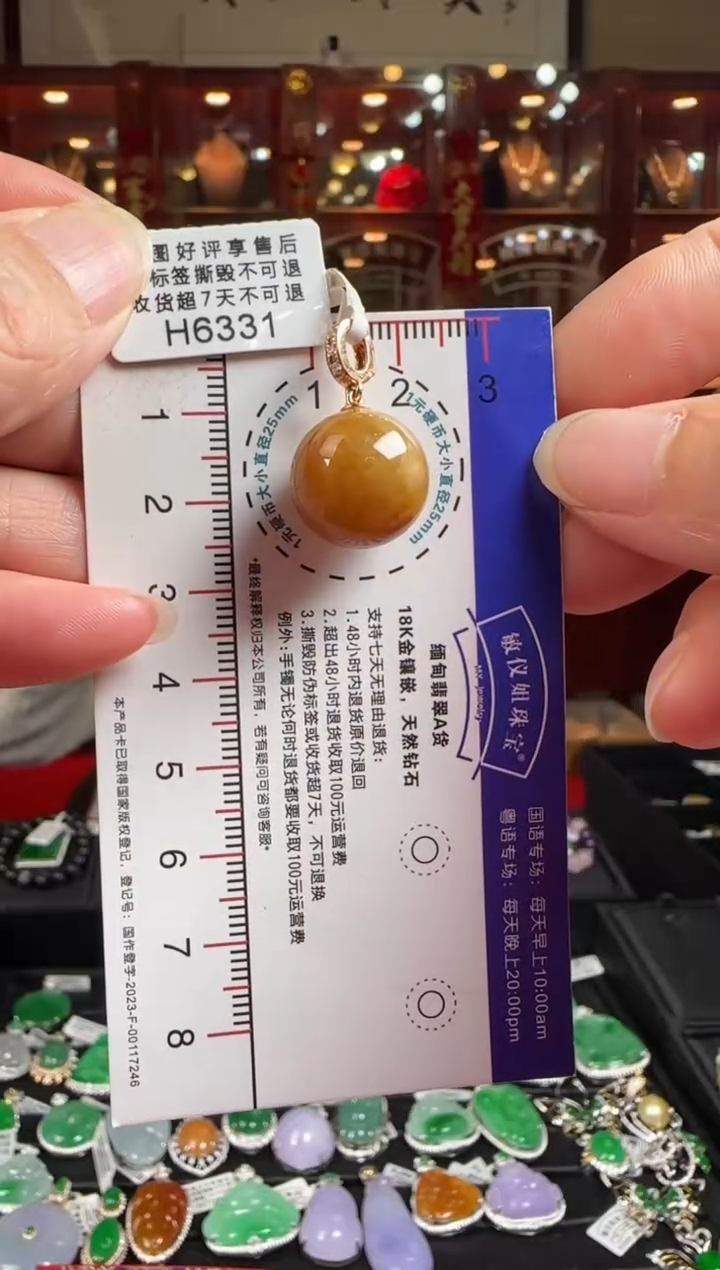 图好评享售后
标签撕毁不可退
收货超7天不可退
H6331
1 2 3
1
2
3
4
5
6
7
8
1元硬币大小直径25mm
1元硬币大小直径25mm
敏仪姐珠宝®
MY Jewelry
国语专场：每天早上10:00am
粤语专场：每天晚上20:00pm
缅甸翡翠A货
18K金镶嵌，天然钻石
支持七天无理由退货：
1.48小时内退货原价退回
2.超出48小时退货收取100元运营费
3.撕毁防伪标签或收货超7天，不可退换
例外：手镯无论何时退货都要收取100元运营费
*最终解释权归本公司所有，若有疑问可咨询客服*
本产品卡已取得国家版权登记，登记号：国作登字-2023-F-00117246